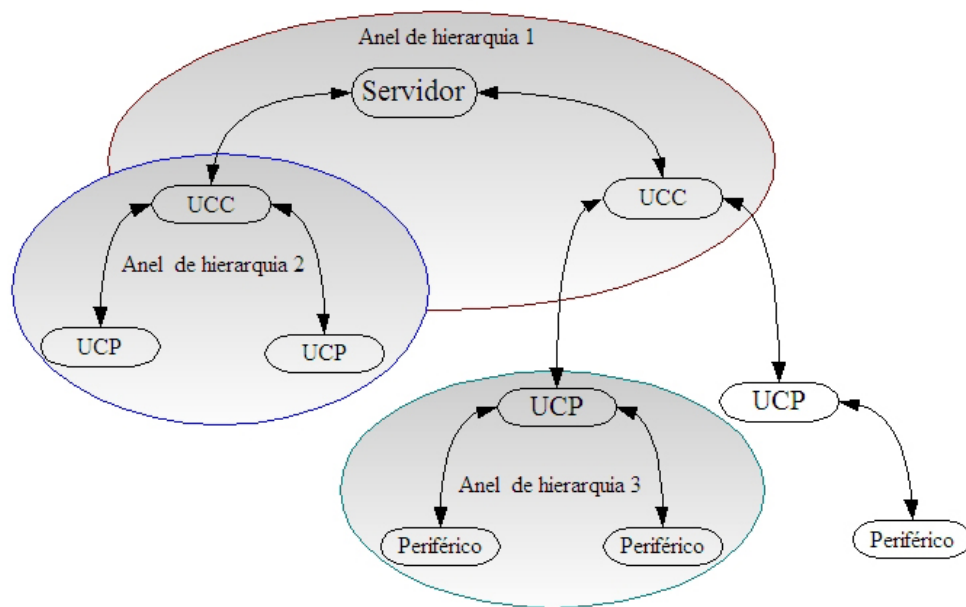 Anel de hierarquia 1
Servidor
UCC
UCC
Anel de hierarquia 2
UCP
UCP
UCP
UCP
Anel de hierarquia 3
Periférico
Periférico
Periférico